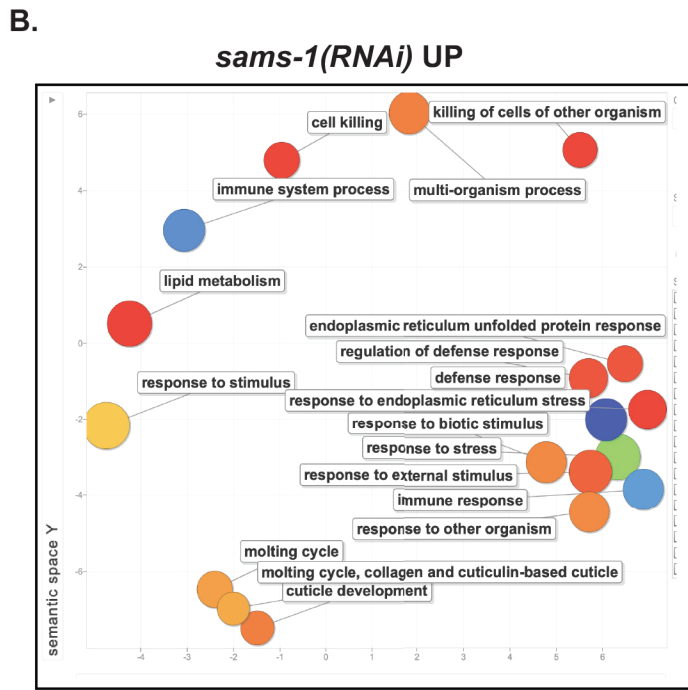 B.
sams-1(RNAi) UP
6
killing of cells of other organism
cell killing
4
immune system process
multi-organism process
2
lipid metabolism
0
endoplasmic reticulum unfolded protein response
regulation of defense response
defense response
response to stimulus
response to endoplasmic reticulum stress
-2
response to biotic stimulus
response to stress
response to external stimulus
-4
immune response
response to other organism
molting cycle
-6
molting cycle, collagen and cuticulin-based cuticle
cuticle development
semantic space Y
-4 -3 -2 -1 0 1 2 3 4 5 6